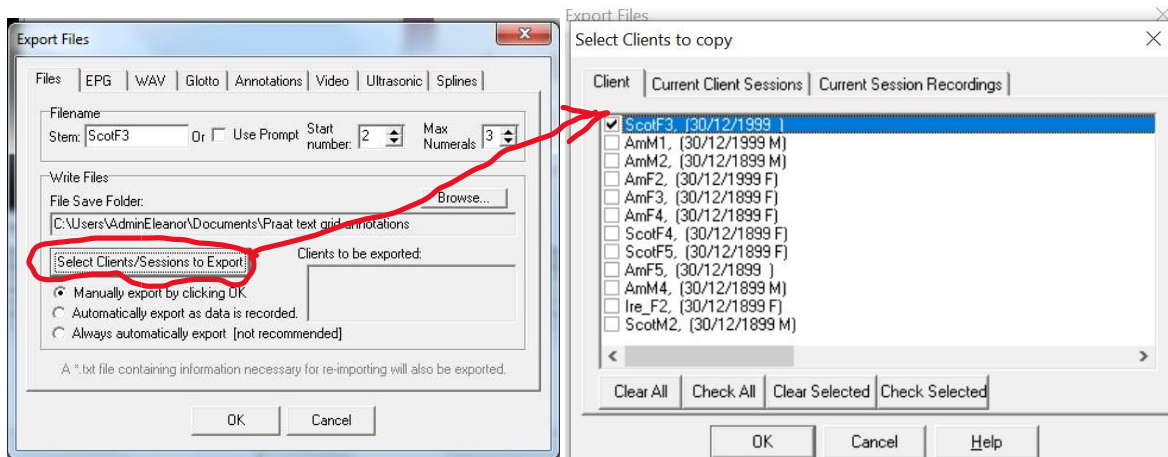 Export Files
Files EPG WAV Glotto Annotations Video Ultrasonic Splines
Filename
Stem: ScotF3 Or Use Prompt Start number: 2 Max Numerals 3
Write Files
File Save Folder: Browse...
C:\Users\AdminEleanor\Documents\Praat text grid annotations
Select Clients/Sessions to Export Clients to be exported:
Manually export by clicking OK
Automatically export as data is recorded.
Always automatically export [not recommended]
A *.txt file containing information necessary for re-importing will also be exported.
OK Cancel
Export Files
Select Clients to copy
Client Current Client Sessions Current Session Recordings
ScotF3, (30/12/1999 )
AmM1, (30/12/1999 M)
AmM2, (30/12/1899 M)
AmF2, (30/12/1999 F)
AmF3, (30/12/1999 F)
AmF4, (30/12/1899 F)
ScotF4, (30/12/1899 F)
ScotF5, (30/12/1899 F)
AmF5, (30/12/1899 )
AmM4, (30/12/1899 M)
Ire_F2, (30/12/1899 F)
ScotM2, (30/12/1899 M)
Clear All Check All Clear Selected Check Selected
OK Cancel Help